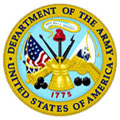 DEPARTMENT OF THE ARMY
UNITED STATES OF AMERICA
1775